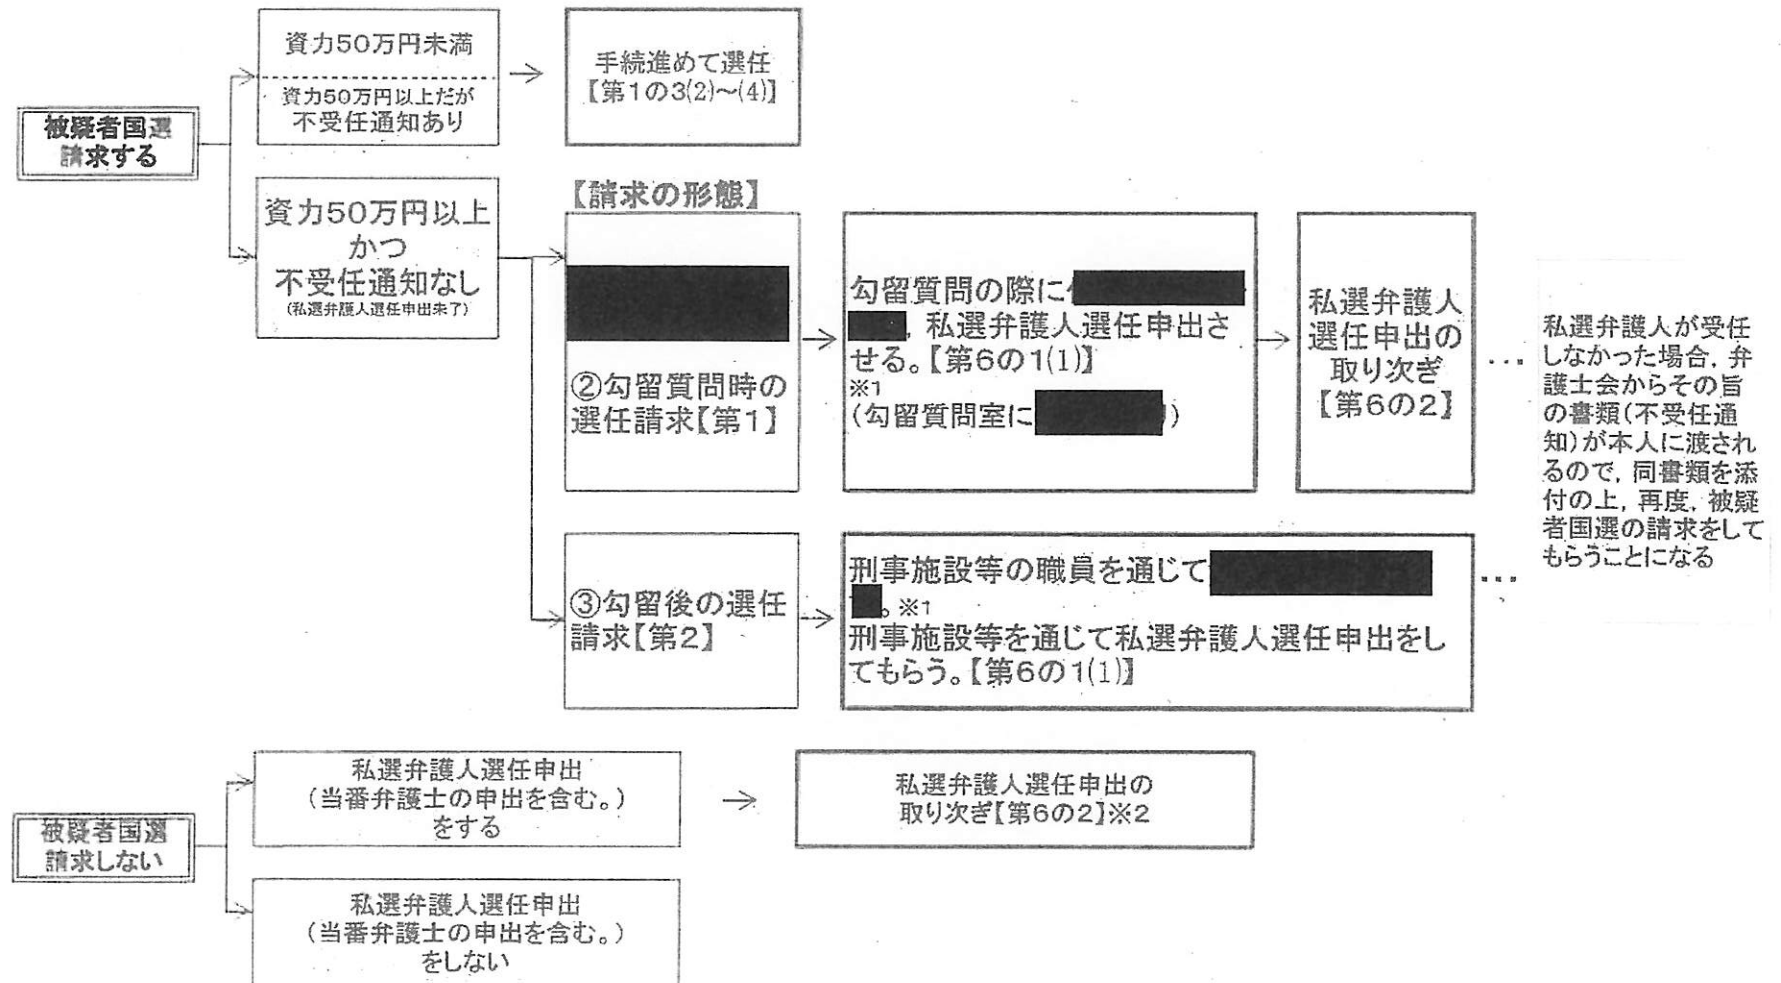 被疑者国選
請求する
資力50万円未満
資力50万円以上だが
不受任通知あり
手続進めて選任
【第1の3(2)~(4)】
資力50万円以上
かつ
不受任通知なし
(私選弁護人選任申出未了)
【請求の形態】
②勾留質問時の
選任請求【第1】
勾留質問の際に
, 私選弁護人選任申出さ
せる。【第6の1(1)】
※1
(勾留質問室に )
私選弁護人
選任申出の
取り次ぎ
【第6の2】
…
私選弁護人が受任
しなかった場合, 弁
護士会からその旨
の書類(不受任通
知)が本人に渡され
るので, 同書類を添
付の上, 再度, 被疑
者国選の請求をして
もらうことになる
③勾留後の選任
請求【第2】
刑事施設等の職員を通じて
。※1
刑事施設等を通じて私選弁護人選任申出をし
てもらう。【第6の1(1)】
…
被疑者国選
請求しない
私選弁護人選任申出
(当番弁護士の申出を含む。)
をする
私選弁護人選任申出の
取り次ぎ【第6の2】※2
私選弁護人選任申出
(当番弁護士の申出を含む。)
をしない